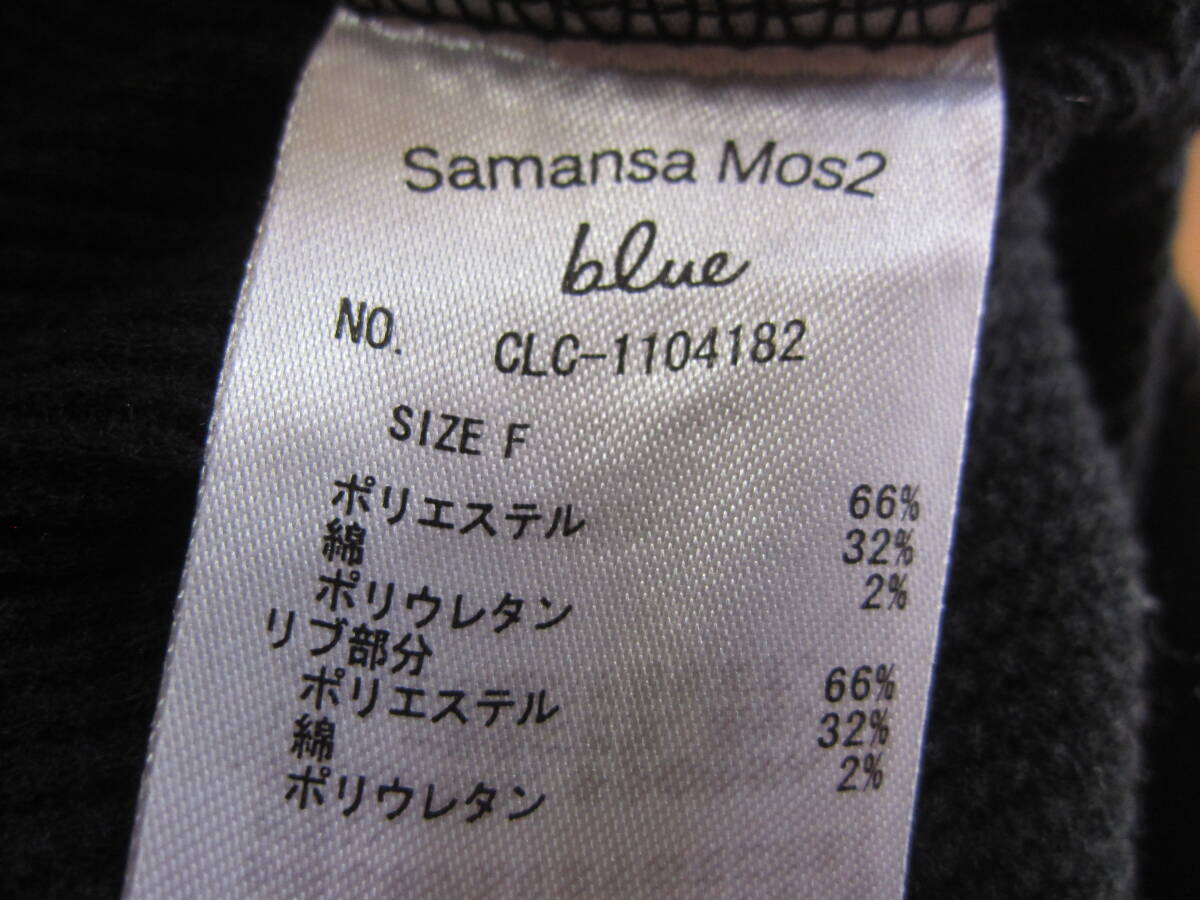 Samansa Mos2
blue
NO. CLC-1104182
SIZE F
ポリエステル 66%
綿 32%
ポリウレタン 2%
リブ部分
ポリエステル 66%
綿 32%
ポリウレタン 2%